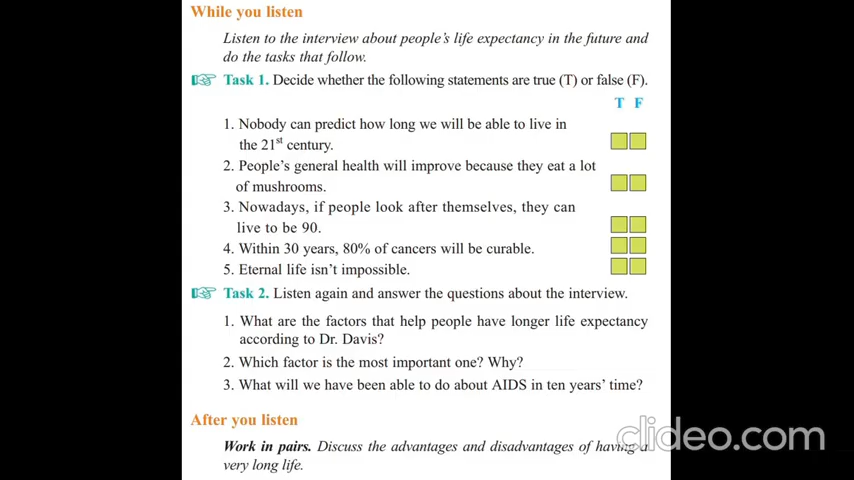 While you listen
Listen to the interview about people's life expectancy in the future and
do the tasks that follow.
Task 1. Decide whether the following statements are true (T) or false (F).
T F
1. Nobody can predict how long we will be able to live in
the 21st century.
2. People's general health will improve because they eat a lot
of mushrooms.
3. Nowadays, if people look after themselves, they can
live to be 90.
4. Within 30 years, 80% of cancers will be curable.
5. Eternal life isn't impossible.
Task 2. Listen again and answer the questions about the interview.
1. What are the factors that help people have longer life expectancy
according to Dr. Davis?
2. Which factor is the most important one? Why?
3. What will we have been able to do about AIDS in ten years' time?
After you listen
Work in pairs. Discuss the advantages and disadvantages of having a
very long life.
clideo.com